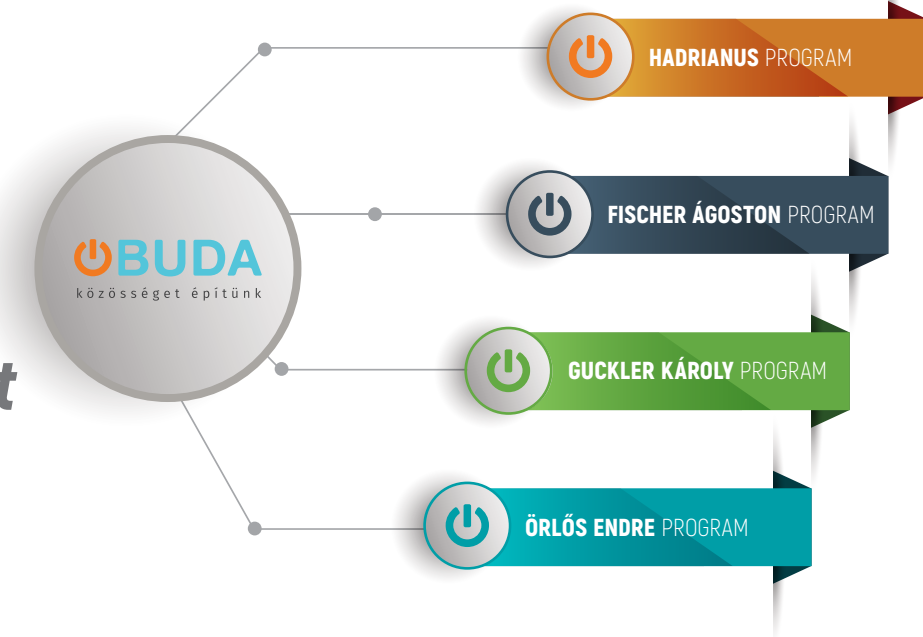 HADRIANUS PROGRAM
FISCHER ÁGOSTON PROGRAM
ÓBUDA
közösséget építünk
GUCKLER KÁROLY PROGRAM
t
ÖRLŐS ENDRE PROGRAM